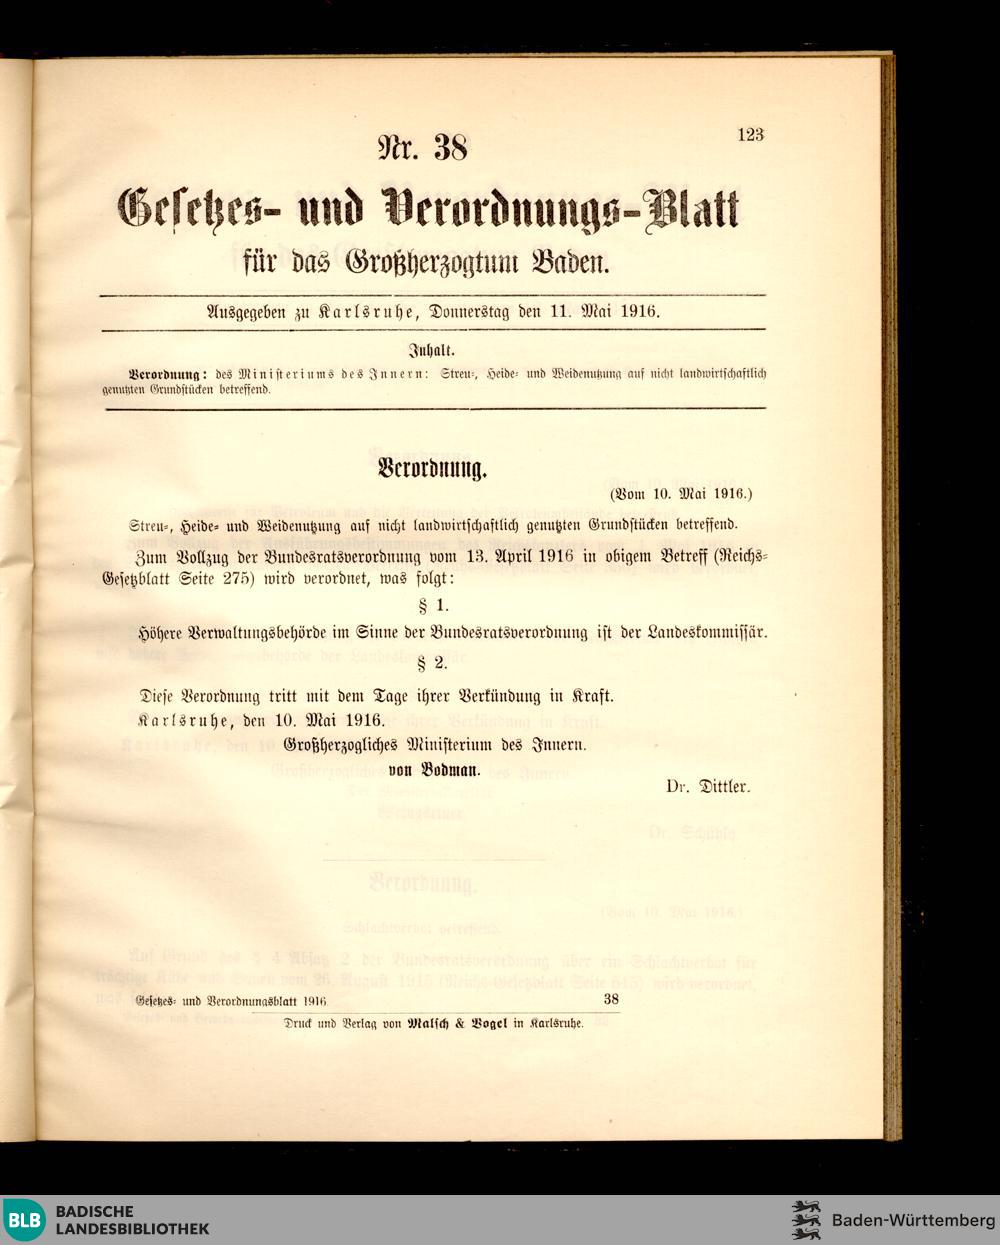 123
Nr. 38
Gesetzes- und Verordnungs-Blatt
für das Großherzogtum Baden.
Ausgegeben zu Karlsruhe, Donnerstag den 11. Mai 1916.
Inhalt.
Verordnung: des Ministeriums des Innern: Streu-, Heide- und Weidenutzung auf nicht landwirtschaftlich
genutzten Grundstücken betreffend.
Verordnung.
(Vom 10. Mai 1916.)
Streu-, Heide- und Weidenutzung auf nicht landwirtschaftlich genutzten Grundstücken betreffend.
Zum Vollzug der Bundesratsverordnung vom 13. April 1916 in obigem Betreff (Reichs-
Gesetzblatt Seite 275) wird verordnet, was folgt:
§ 1.
Höhere Verwaltungsbehörde im Sinne der Bundesratsverordnung ist der Landeskommissär.
§ 2.
Diese Verordnung tritt mit dem Tage ihrer Verkündung in Kraft.
Karlsruhe, den 10. Mai 1916.
Großherzogliches Ministerium des Innern.
von Bodman.
Dr. Dittler.
Gesetzes- und Verordnungsblatt 1916. 38
Druck und Verlag von Malsch & Vogel in Karlsruhe.
BLB BADISCHE
LANDESBIBLIOTHEK
Baden-Württemberg